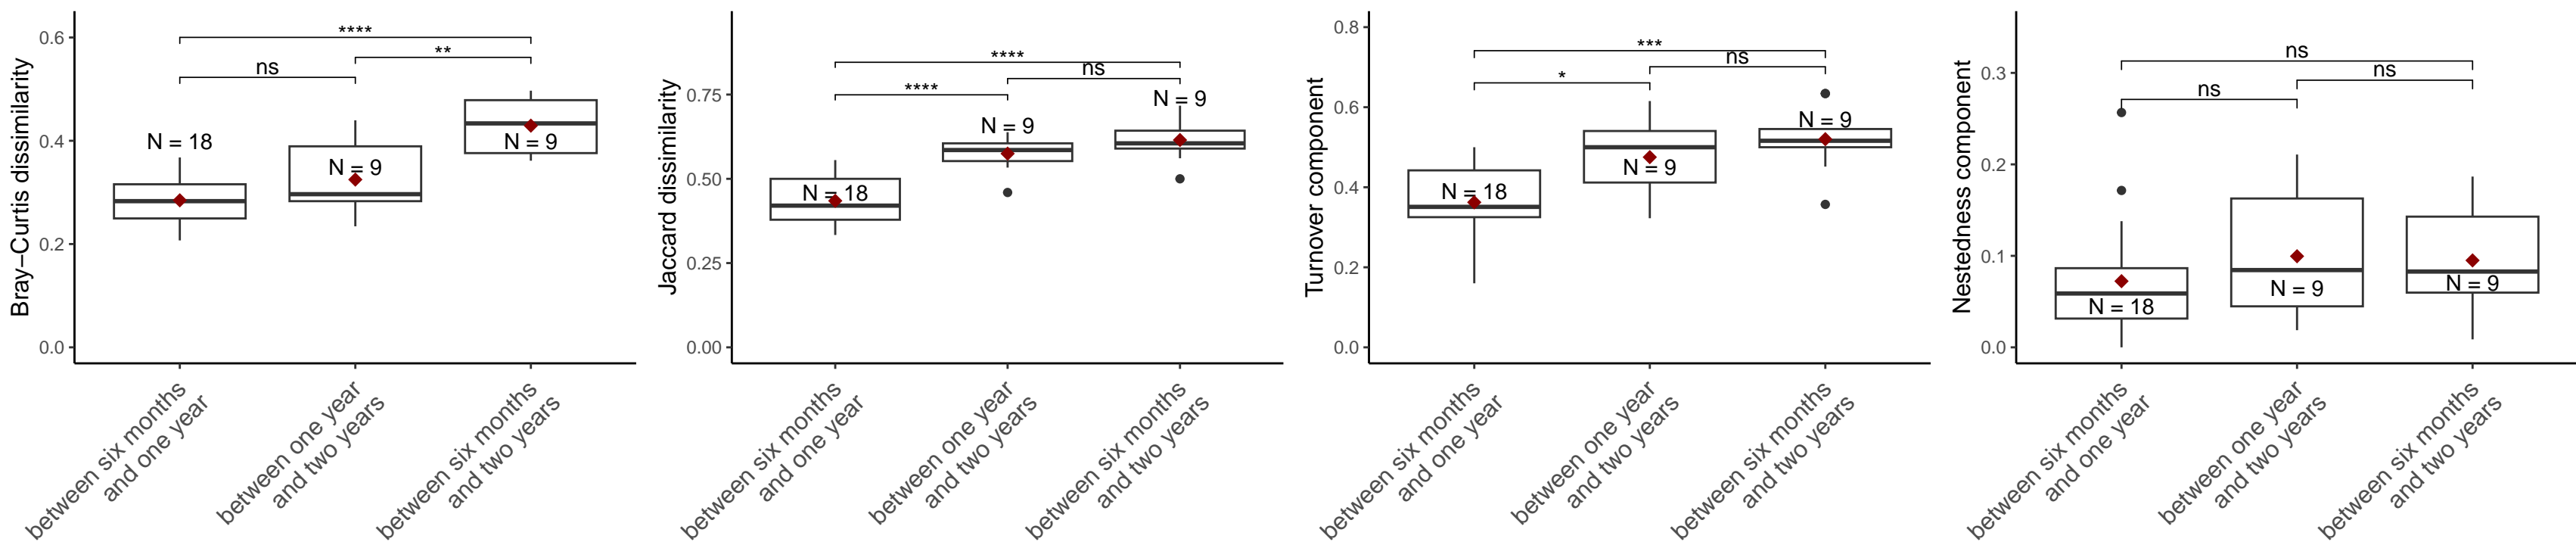 Bray−Curtis dissimilarity
0.6
0.4
0.2
0.0
****
**
ns
N = 18
N = 9
N = 9
between six months
and one year
between one year
and two years
between six months
and two years
Jaccard dissimilarity
0.75
0.50
0.25
0.00
****
ns
****
N = 18
N = 9
N = 9
between six months
and one year
between one year
and two years
between six months
and two years
Turnover component
0.8
0.6
0.4
0.2
0.0
***
ns
*
N = 18
N = 9
N = 9
between six months
and one year
between one year
and two years
between six months
and two years
Nestedness component
0.3
0.2
0.1
0.0
ns
ns
ns
N = 18
N = 9
N = 9
between six months
and one year
between one year
and two years
between six months
and two years